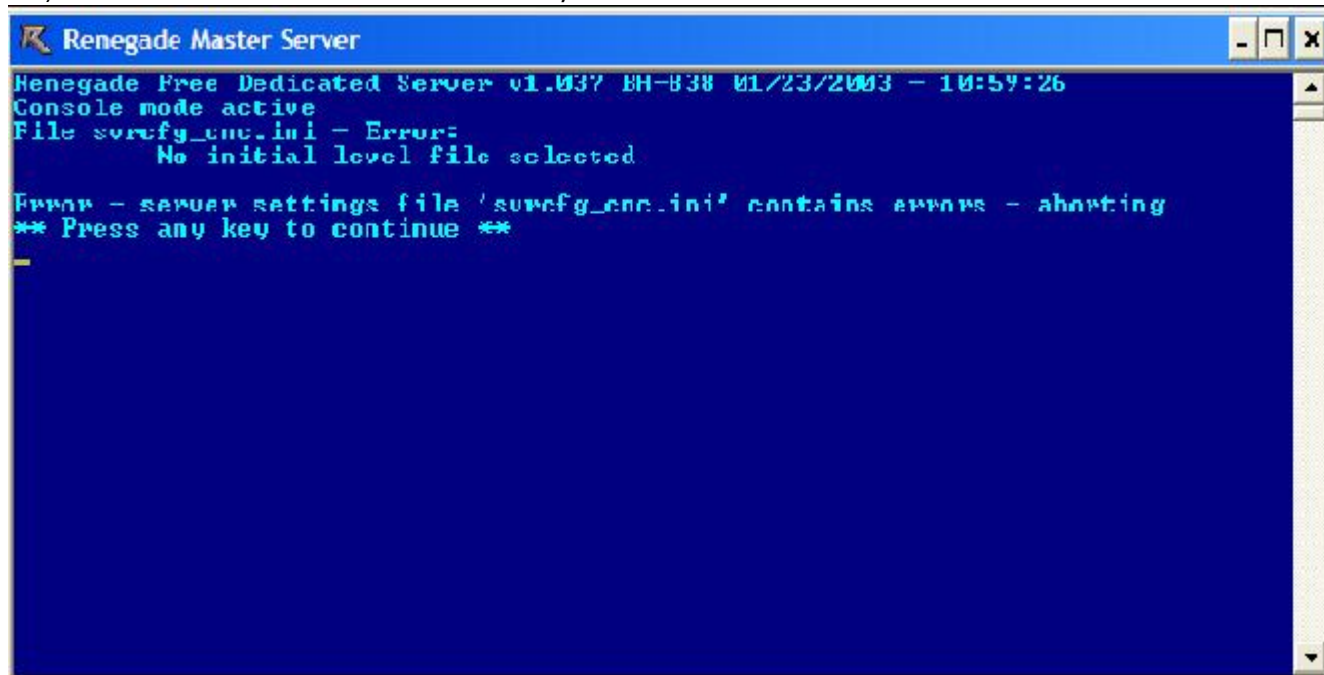 Renegade Master Server
Renegade Free Dedicated Server v1.037 BH-B38 01/23/2003 - 10:59:26
Console mode active
File svrcfg_cnc.ini - Error:
No initial level file selected
Error - server settings file 'svrcfg_cnc.ini' contains errors - aborting
** Press any key to continue **